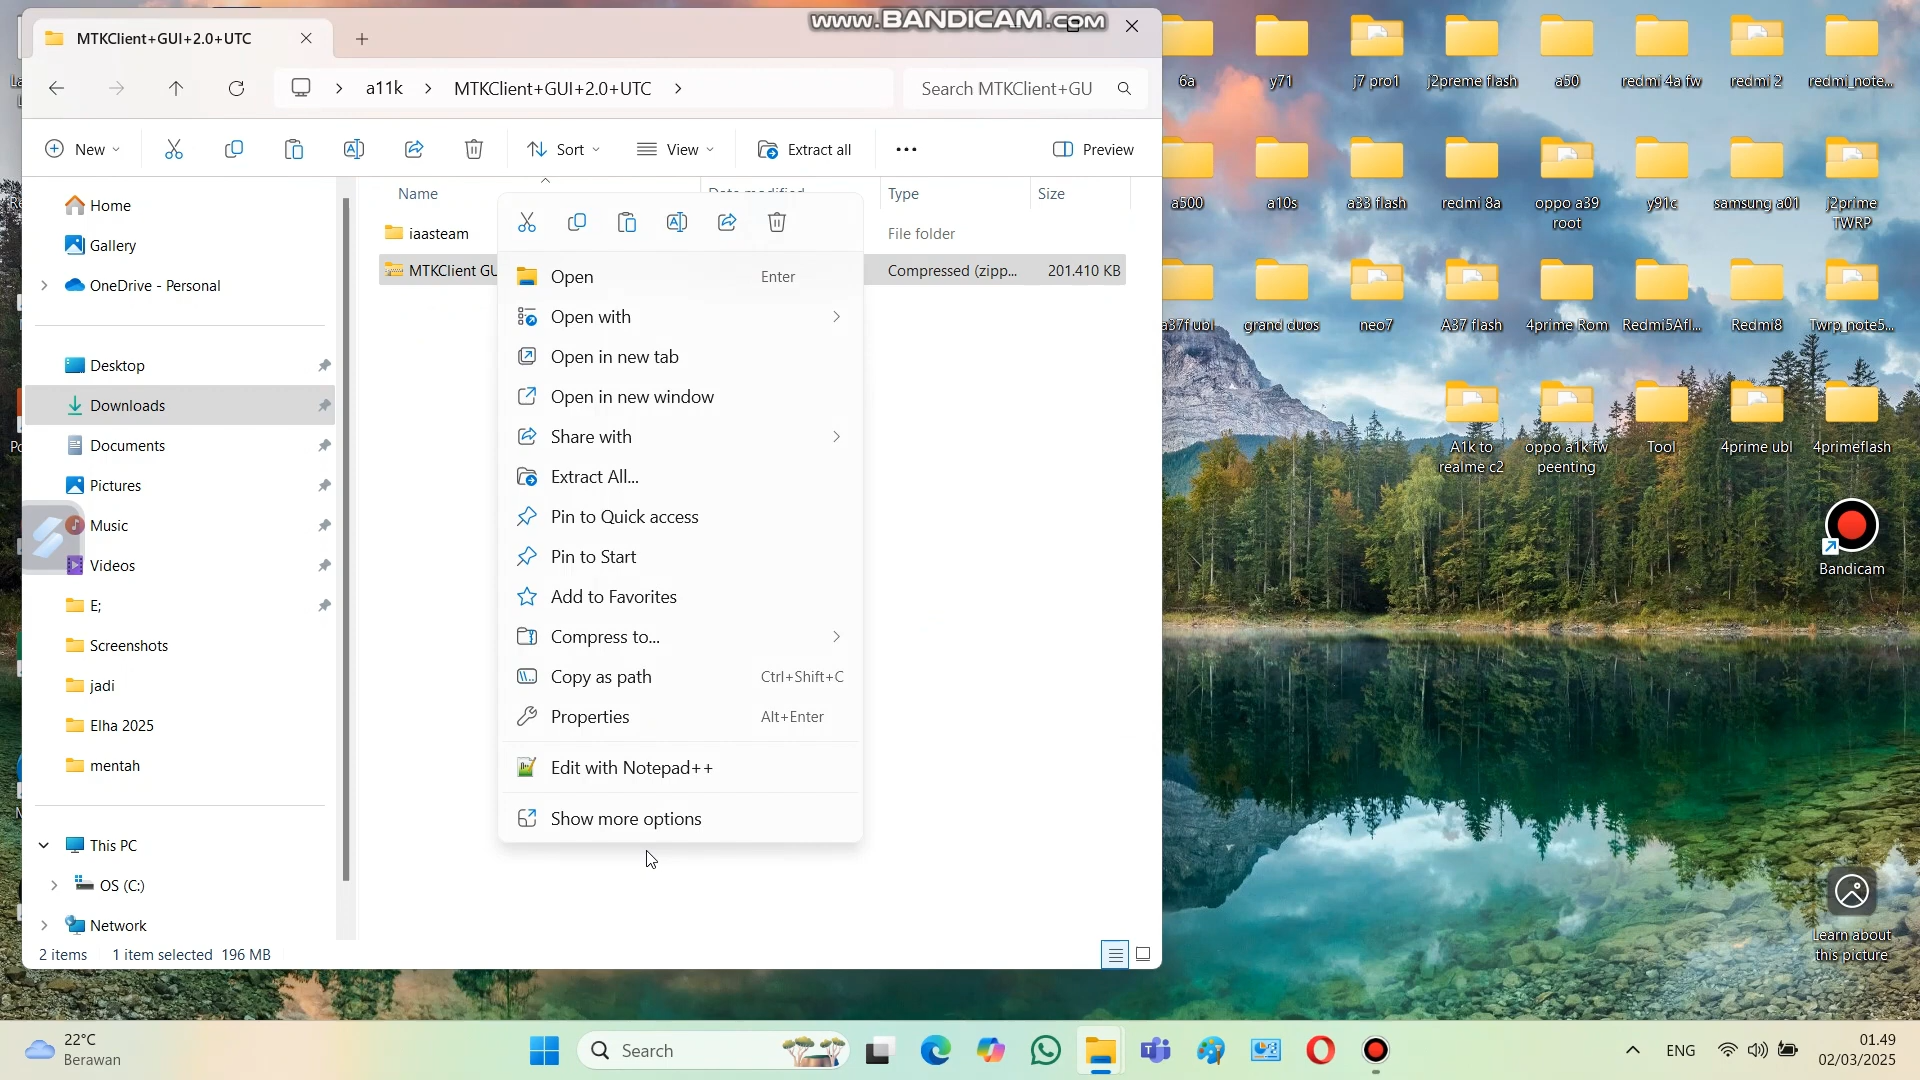 www.BANDICAM.com
MTKClient+GUI+2.0+UTC
a11k
MTKClient+GUI+2.0+UTC
Search MTKClient+GU
New
Sort
View
Extract all
Preview
Name
Date modified
Type
Size
iaasteam
File folder
MTKClient GU
Compressed (zipp...
201.410 KB
Home
Gallery
OneDrive - Personal
Desktop
Downloads
Documents
Pictures
Music
Videos
E;
Screenshots
jadi
Elha 2025
mentah
This PC
OS (C:)
Network
2 items
1 item selected 196 MB
Open
Enter
Open with
Open in new tab
Open in new window
Share with
Extract All...
Pin to Quick access
Pin to Start
Add to Favorites
Compress to...
Copy as path
Ctrl+Shift+C
Properties
Alt+Enter
Edit with Notepad++
Show more options
6a
y71
j7 pro1
j2preme flash
a50
redmi 4a fw
redmi 2
redmi_note...
a500
a10s
a33 flash
redmi 8a
oppo a39
root
y91c
samsung a01
j2prime
TWRP
a37f ubl
grand duos
neo7
A37 flash
4prime Rom
Redmi5Afl...
Redmi8
Twrp_note5...
A1k to
realme c2
oppo a1k fw
peenting
Tool
4prime ubl
4primeflash
Bandicam
Learn about
this picture
22°C
Berawan
Search
ENG
01.49
02/03/2025